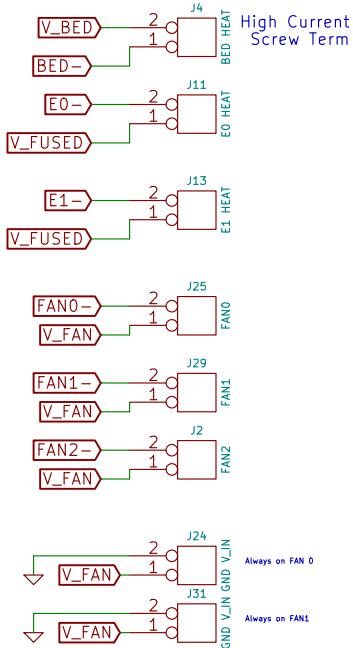 J4
V_BED 2
BED- 1
BED HEAT
High Current
Screw Term
J11
E0- 2
V_FUSED 1
E0 HEAT
J13
E1- 2
V_FUSED 1
E1 HEAT
J25
FAN0- 2
V_FAN 1
FAN0
J29
FAN1- 2
V_FAN 1
FAN1
J2
FAN2- 2
V_FAN 1
FAN2
J24
2
V_FAN 1
GND V_IN
Always on FAN 0
J31
2
V_FAN 1
GND V_IN
Always on FAN1